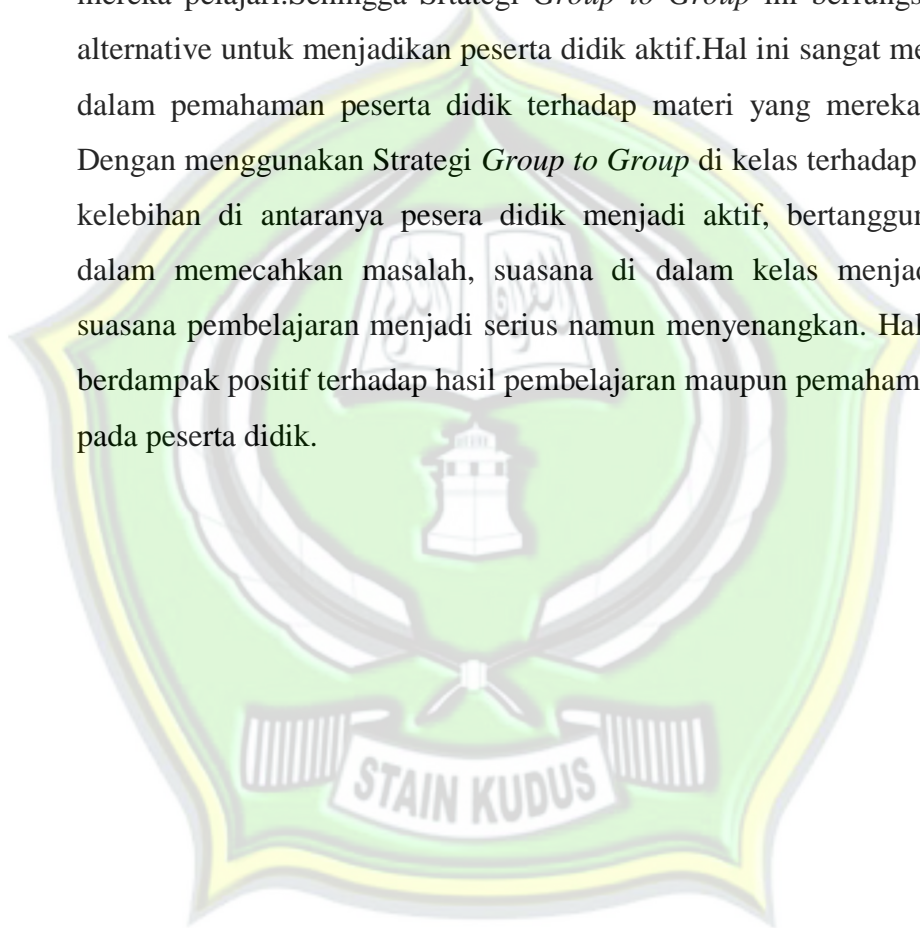 mereka pelajari.Sehingga Srtategi Group to Group ini berfungs
alternative untuk menjadikan peserta didik aktif.Hal ini sangat me
dalam pemahaman peserta didik terhadap materi yang mereka
Dengan menggunakan Strategi Group to Group di kelas terhadap
kelebihan di antaranya pesera didik menjadi aktif, bertanggun
dalam memecahkan masalah, suasana di dalam kelas menjad
suasana pembelajaran menjadi serius namun menyenangkan. Hal
berdampak positif terhadap hasil pembelajaran maupun pemaham
pada peserta didik.
STAIN KUDUS